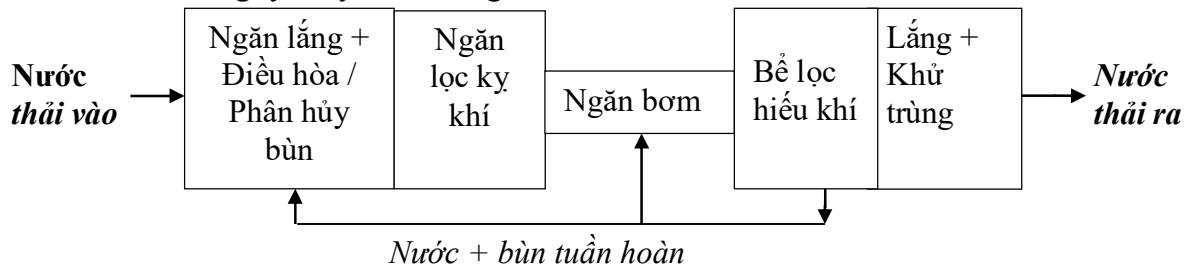 Nước
thải vào
Ngăn lắng +
Điều hòa /
Phân hủy
bùn
Ngăn
lọc kỵ
khí
Ngăn bơm
Bể lọc
hiếu khí
Lắng +
Khử
trùng
Nước
thải ra
Nước + bùn tuần hoàn